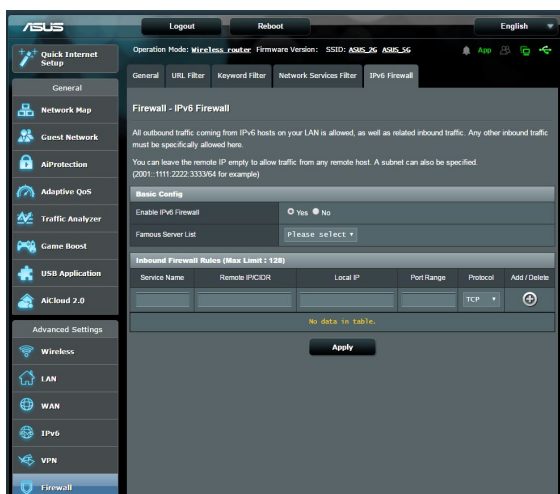 ASUS
Logout
Reboot
English
Quick Internet
Setup
Operation Mode: Wireless router Firmware Version: SSID: ASUS_2G ASUS_5G
App
General
URL Filter
Keyword Filter
Network Services Filter
IPv6 Firewall
General
Network Map
Guest Network
AiProtection
Adaptive QoS
Traffic Analyzer
Game Boost
USB Application
AiCloud 2.0
Advanced Settings
Wireless
LAN
WAN
IPv6
VPN
Firewall
Firewall - IPv6 Firewall
All outbound traffic coming from IPv6 hosts on your LAN is allowed, as well as related inbound traffic. Any other inbound traffic
must be specifically allowed here.
You can leave the remote IP empty to allow traffic from any remote host. A subnet can also be specified.
(2001::1111:2222:3333/64 for example)
Basic Config
Enable IPv6 Firewall
Yes No
Famous Server List
Please select
Inbound Firewall Rules (Max Limit : 128)
Service Name
Remote IP/CIDR
Local IP
Port Range
Protocol
Add / Delete
TCP
No data in table.
Apply